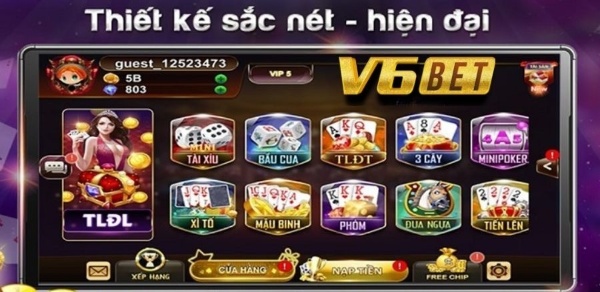 Thiết kế sắc nét - hiện đại
guest_12523473
5B
803
VIP 5
V6BET
TLĐL
MINI
TÀI XỈU
BẦU CUA
TLĐT
3 CÂY
MINIPOKER
XÌ TỐ
MẬU BINH
PHỎM
ĐUA NGỰA
TIẾN LÊN
XẾP HẠNG
CỬA HÀNG
NẠP TIỀN
FREE CHIP